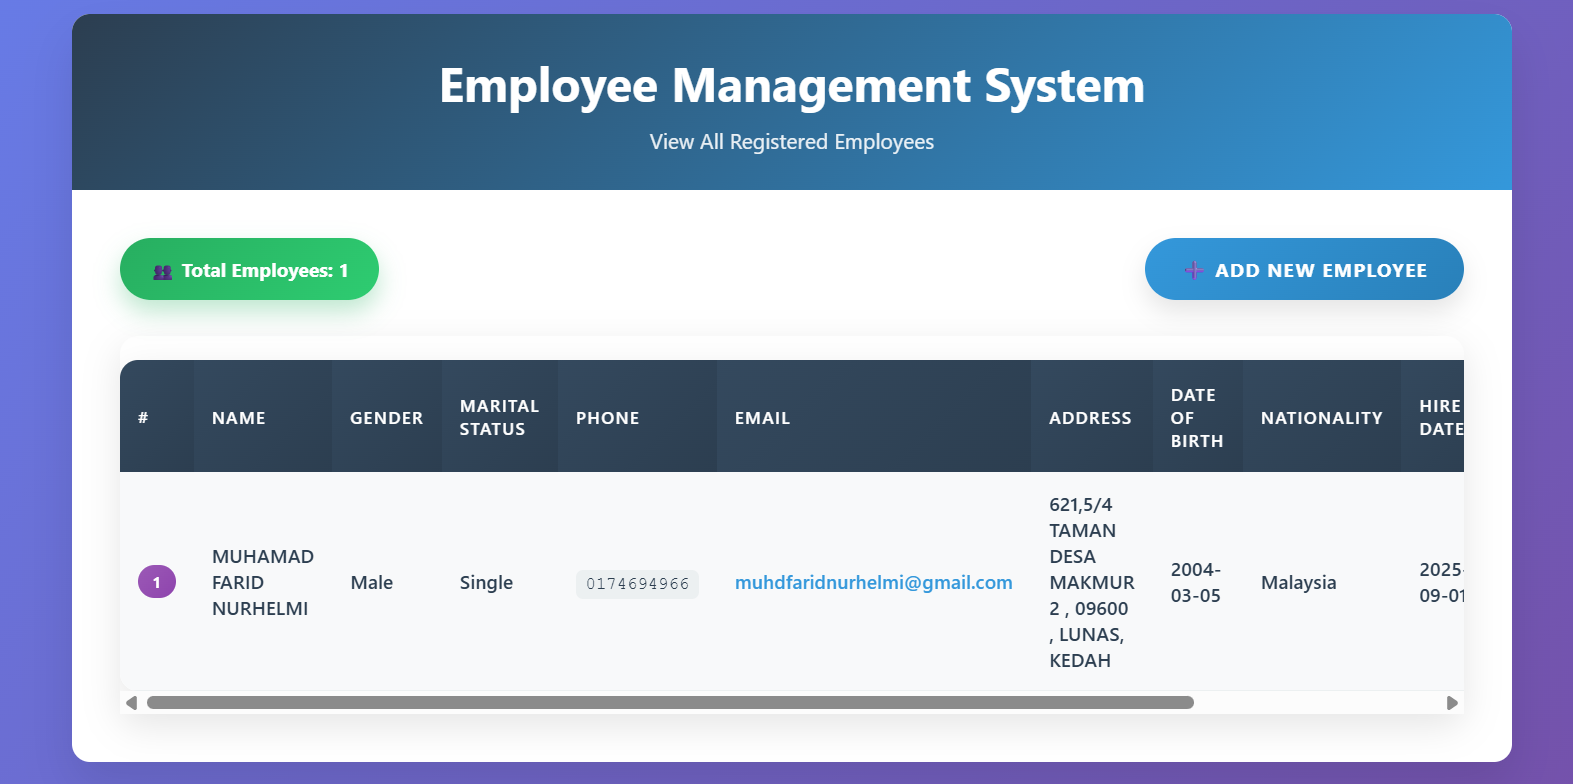 Employee Management System
View All Registered Employees
Total Employees: 1
ADD NEW EMPLOYEE
#
NAME
GENDER
MARITAL
STATUS
PHONE
EMAIL
ADDRESS
DATE
OF
BIRTH
NATIONALITY
HIRE
DATE
1
MUHAMAD
FARID
NURHELMI
Male
Single
0174694966
muhdfaridnurhelmi@gmail.com
621,5/4
TAMAN
DESA
MAKMUR
2 , 09600
, LUNAS,
KEDAH
2004-
03-05
Malaysia
2025-
09-01